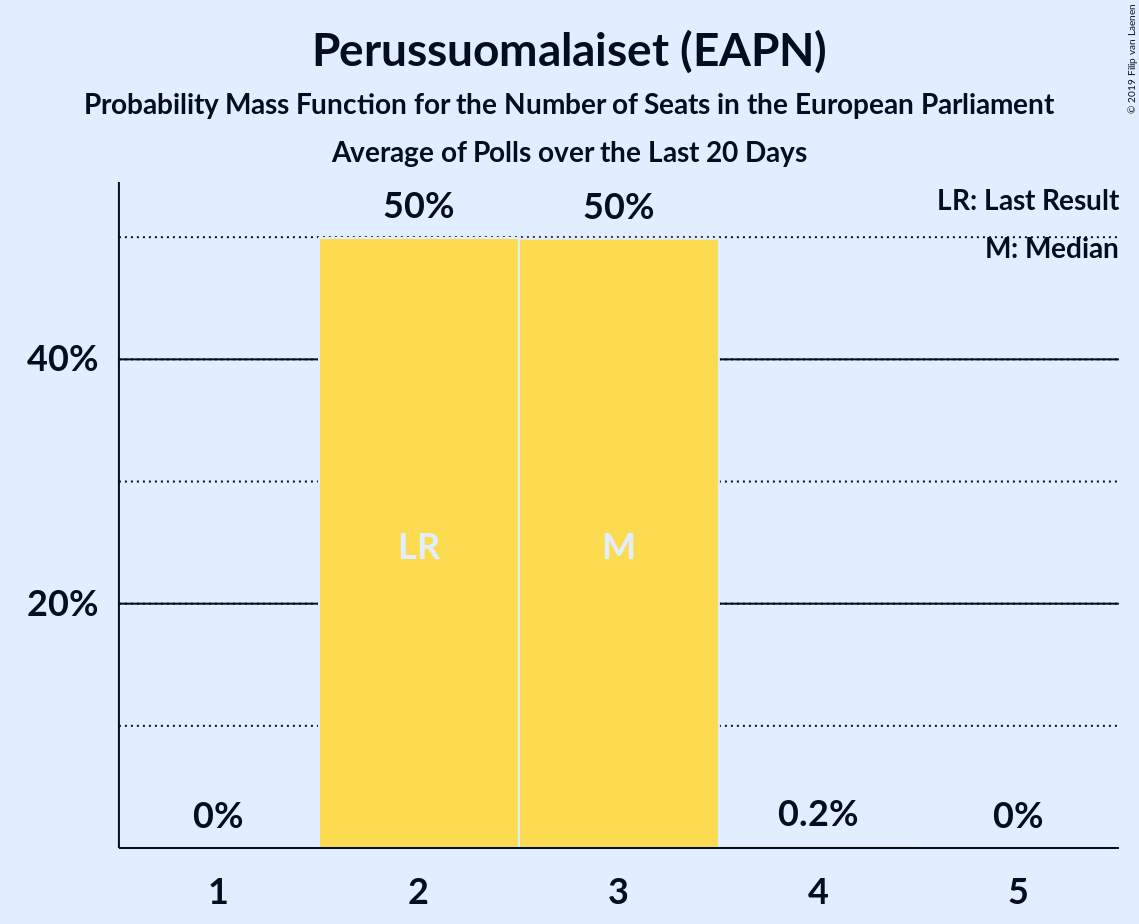 Perussuomalaiset (EAPN)
Probability Mass Function for the Number of Seats in the European Parliament
Average of Polls over the Last 20 Days
© 2019 Filip van Laenen
LR: Last Result
M: Median
50%
50%
40%
20%
LR
M
0%
0.2%
0%
1
2
3
4
5